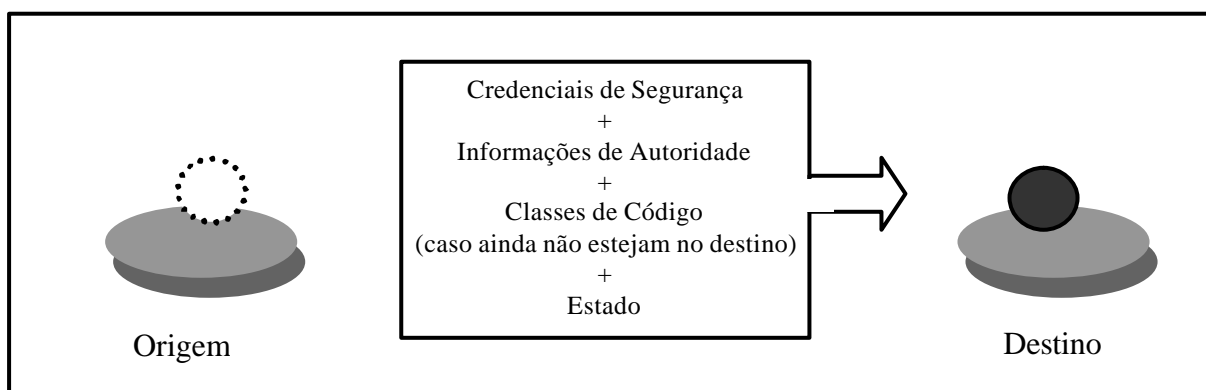 Credenciais de Segurança
+
Informações de Autoridade
+
Classes de Código
(caso ainda não estejam no destino)
+
Estado
Origem
Destino